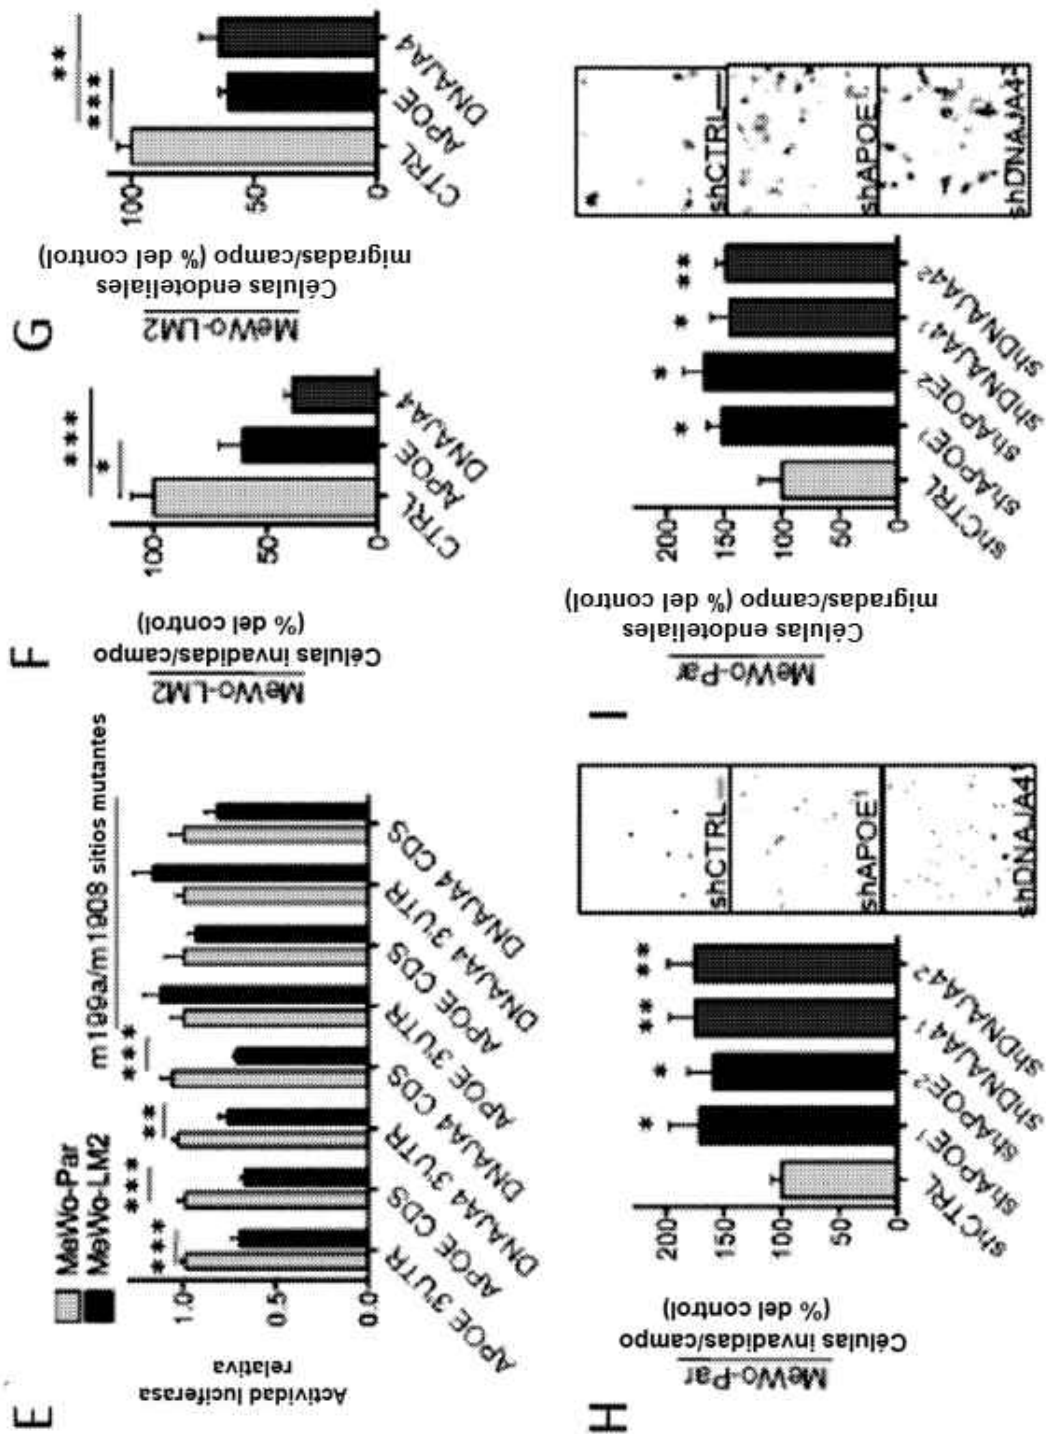 E
MeWo-Par
MeWo-LM2
m199a/m1908 sitios mutantes
***
***
**
***
Actividad luciferasa
relativa
1.0
0.5
0.0
APOE 3'UTR
APOE CDS
DNAJA4 3'UTR
DNAJA4 CDS
APOE 3'UTR
APOE CDS
DNAJA4 3'UTR
DNAJA4 CDS
F
MeWo-LM2
Células invadidas/campo
(% del control)
***
*
100
50
0
CTRL
APOE
DNAJA4
G
MeWo-LM2
Células endoteliales
migradas/campo (% del control)
**
***
100
50
0
CTRL
APOE
DNAJA4
H
MeWo-Par
Células invadidas/campo
(% del control)
*
*
**
**
200
150
100
50
0
shCTRL
shAPOE1
shAPOE2
shDNAJA41
shDNAJA42
shCTRL
shAPOE1
shDNAJA41
I
MeWo-Par
Células endoteliales
migradas/campo (% del control)
*
*
*
**
200
150
100
50
0
shCTRL
shAPOE1
shAPOE2
shDNAJA41
shDNAJA42
shCTRL
shAPOE1
shDNAJA41